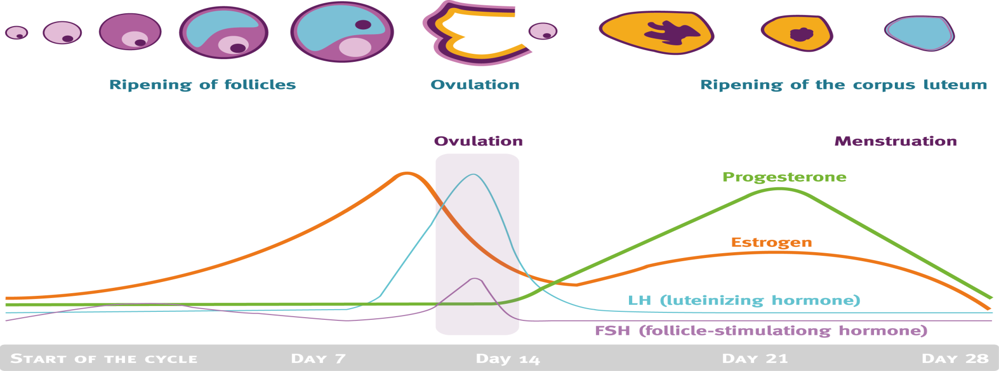 Ripening of follicles
Ovulation
Ripening of the corpus luteum
Ovulation
Menstruation
Progesterone
Estrogen
LH (luteinizing hormone)
FSH (follicle-stimulationg hormone)
START OF THE CYCLE
DAY 7
Day 14
DAY 21
DAY 28